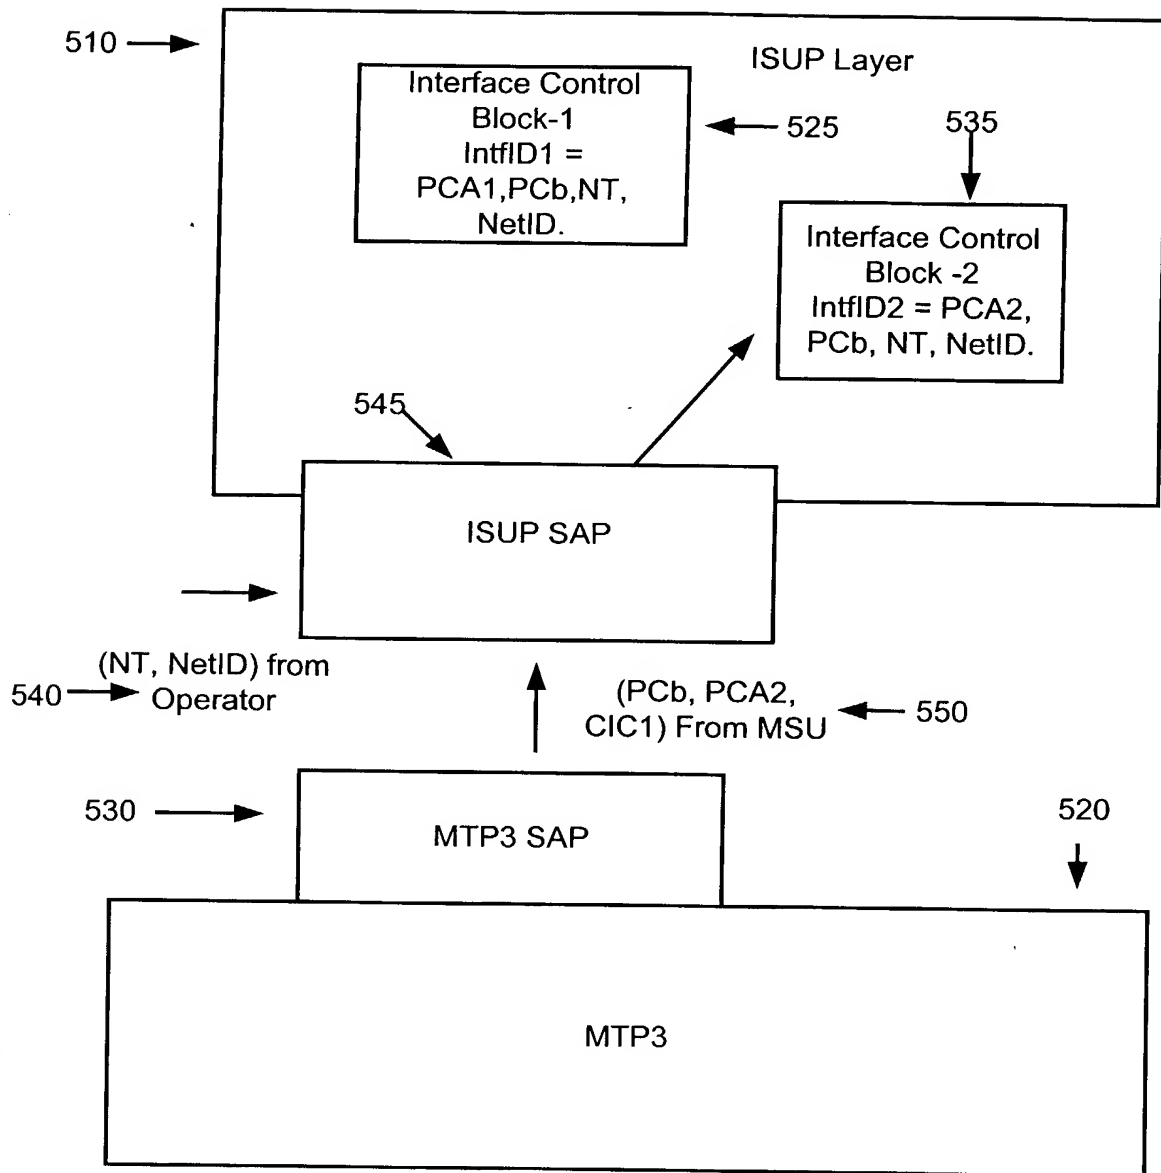 510
ISUP Layer
Interface Control
Block-1
IntfID1 =
PCA1,PCb,NT,
NetID.
525
535
Interface Control
Block -2
IntfID2 = PCA2,
PCb, NT, NetID.
545
ISUP SAP
(NT, NetID) from
Operator
540
(PCb, PCA2,
CIC1) From MSU
550
530
MTP3 SAP
520
MTP3